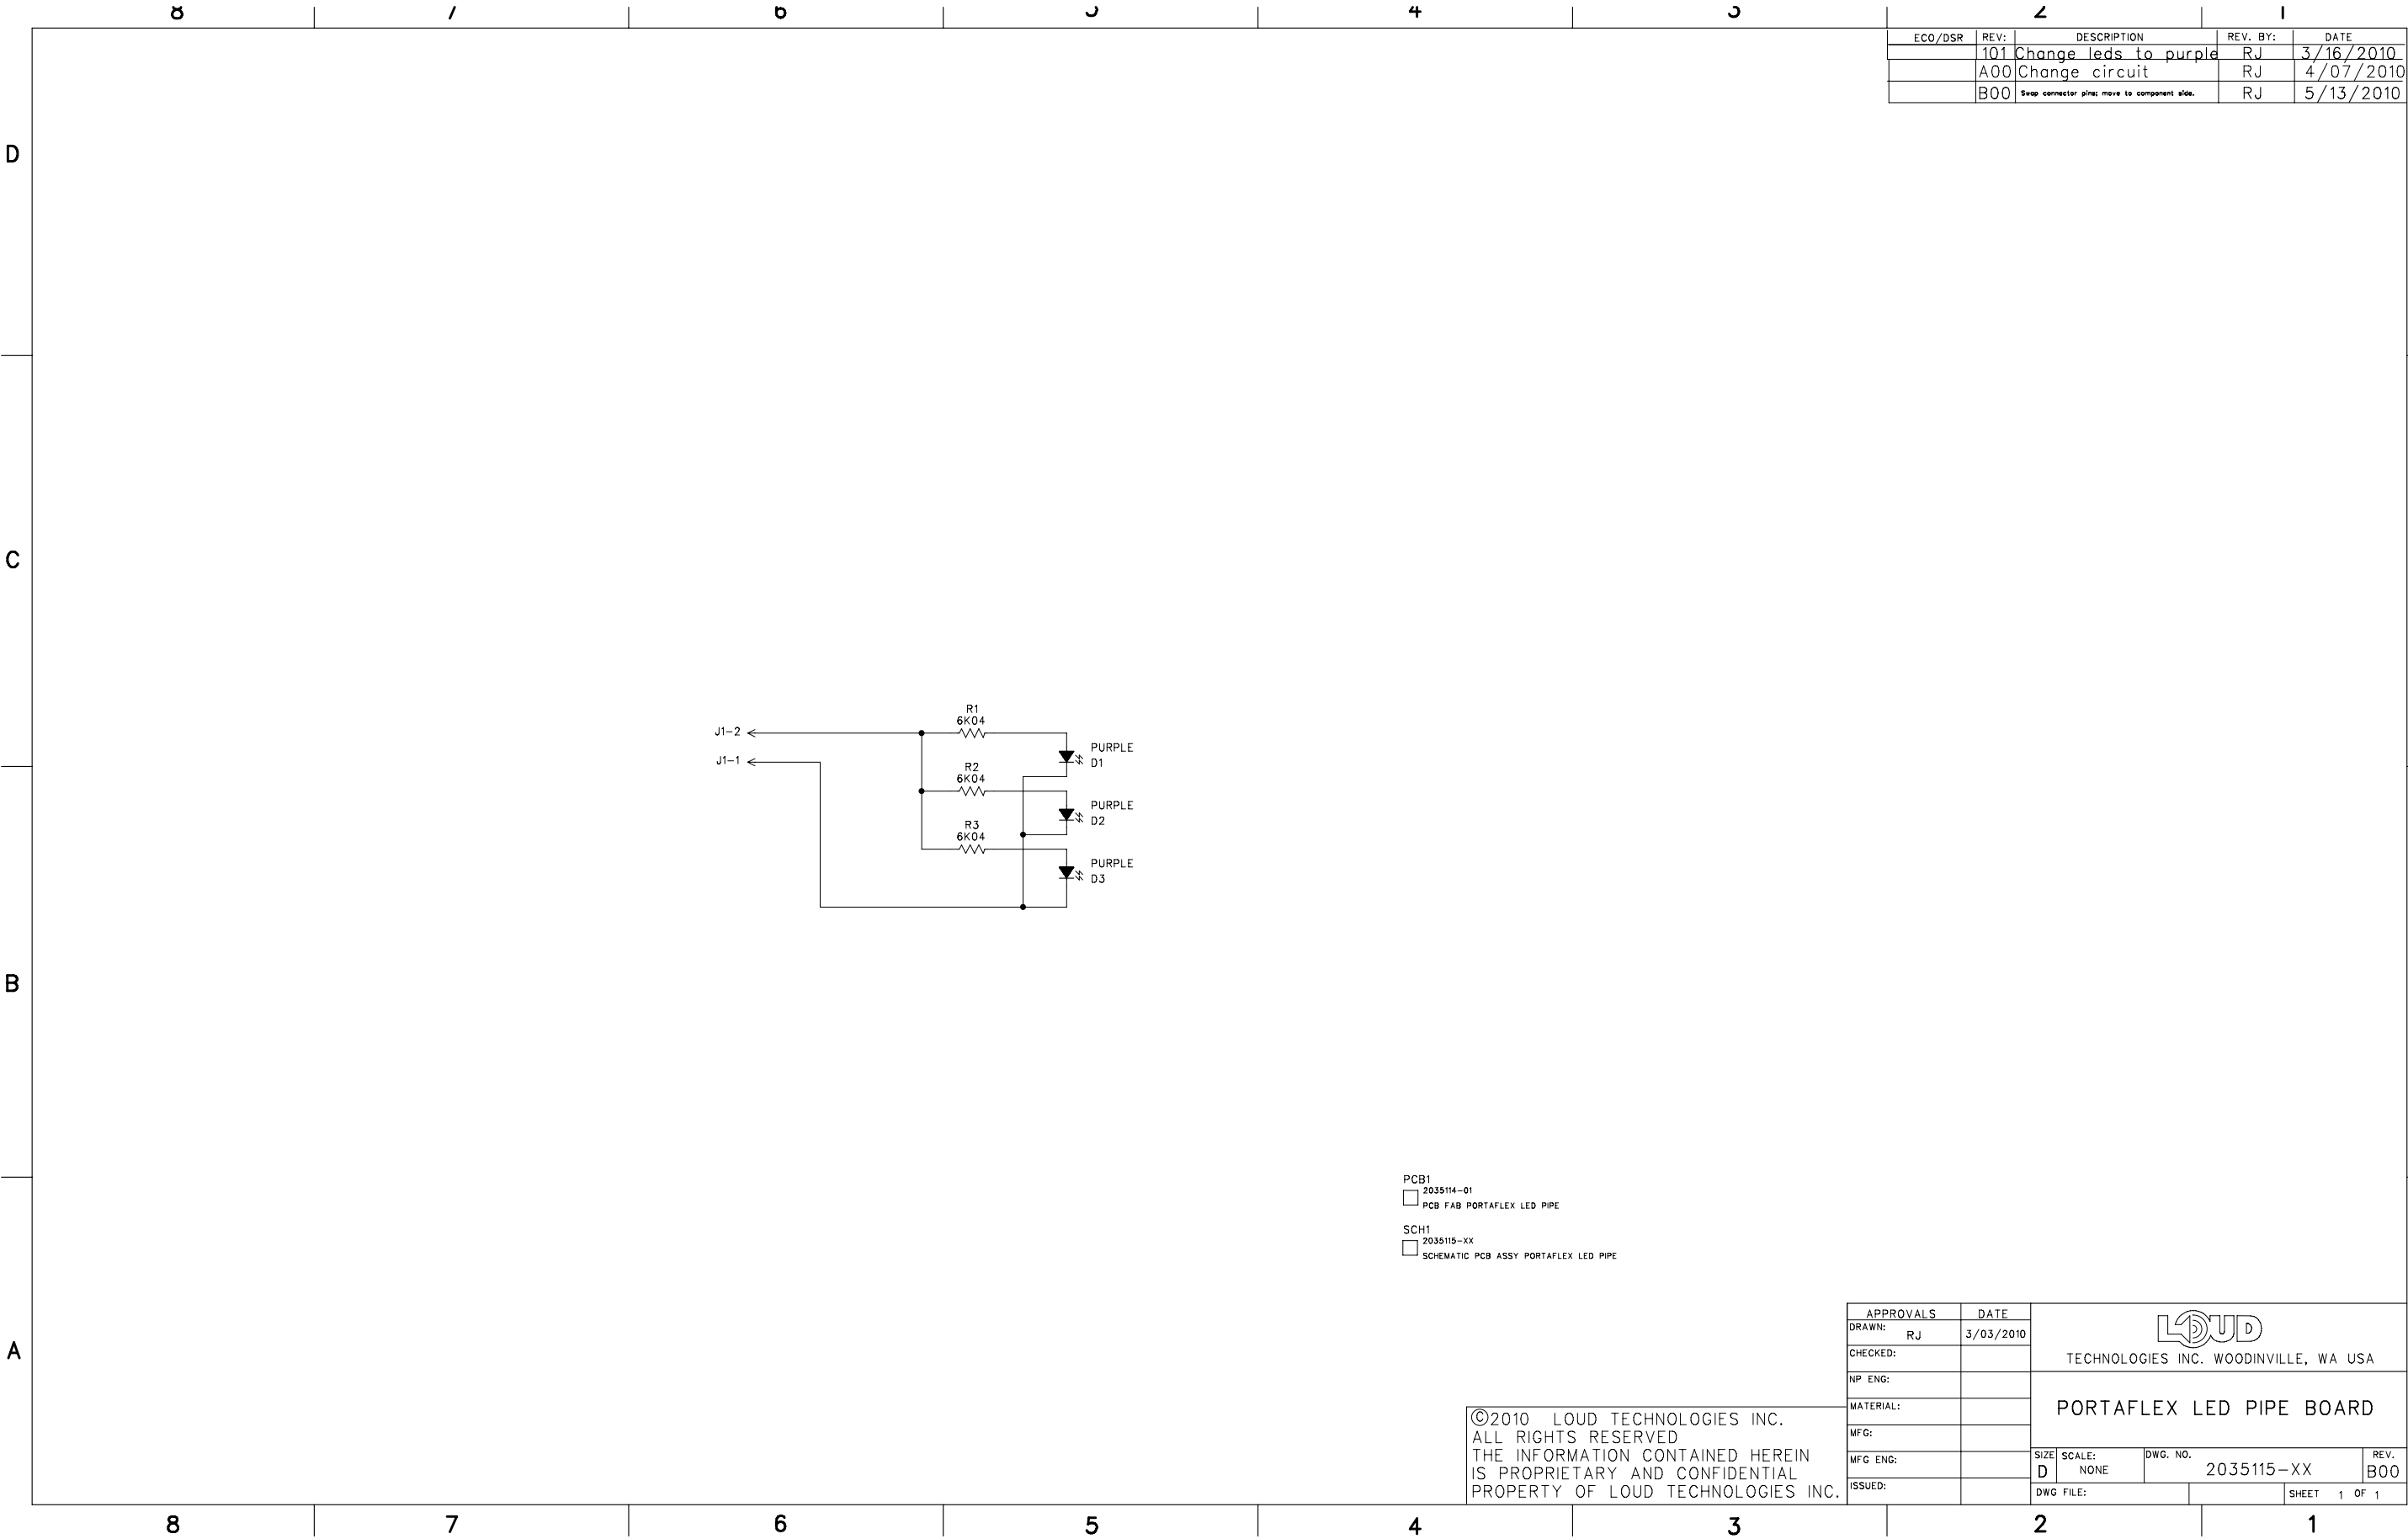 8 7 6 5 4 3 2 1
ECO/DSR REV: DESCRIPTION REV. BY: DATE
101 Change leds to purple RJ 3/16/2010
A00 Change circuit RJ 4/07/2010
B00 Swap connector pins; move to component side. RJ 5/13/2010
D
C
R1
6K04
J1-2
PURPLE
D1
J1-1
R2
6K04
PURPLE
D2
R3
6K04
PURPLE
D3
B
PCB1
2035114-01
PCB FAB PORTAFLEX LED PIPE
SCH1
2035115-XX
SCHEMATIC PCB ASSY PORTAFLEX LED PIPE
A
APPROVALS DATE
DRAWN: RJ 3/03/2010
CHECKED:
NP ENG:
MATERIAL:
MFG:
MFG ENG:
ISSUED:
LOUD
TECHNOLOGIES INC. WOODINVILLE, WA USA
PORTAFLEX LED PIPE BOARD
SIZE SCALE: DWG. NO. REV.
D NONE 2035115-XX B00
DWG FILE: SHEET 1 OF 1
©2010 LOUD TECHNOLOGIES INC.
ALL RIGHTS RESERVED
THE INFORMATION CONTAINED HEREIN
IS PROPRIETARY AND CONFIDENTIAL
PROPERTY OF LOUD TECHNOLOGIES INC.
8 7 6 5 4 3 2 1